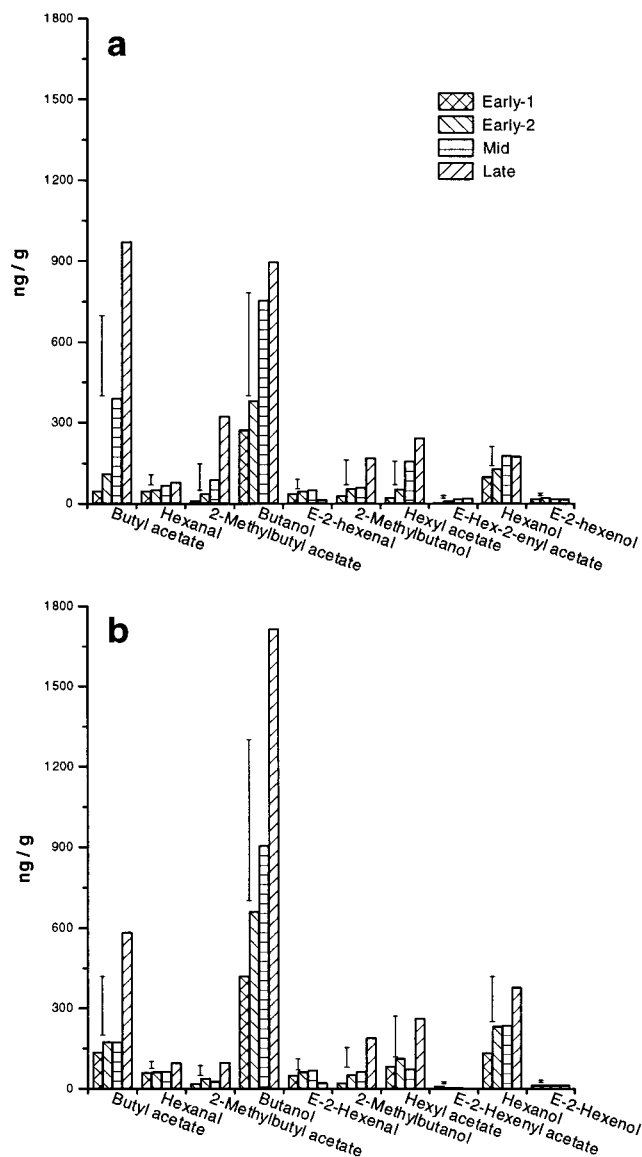 a
1800
1500
1200
900
600
300
0
ng / g
Early-1
Early-2
Mid
Late
Butyl acetate
Hexanal
2-Methylbutyl acetate
Butanol
E-2-hexenal
2-Methylbutanol
Hexyl acetate
E-Hex-2-enyl acetate
Hexanol
E-2-hexenol
b
1800
1500
1200
900
600
300
0
ng / g
Butyl acetate
Hexanal
2-Methylbutyl acetate
Butanol
E-2-Hexenal
2-Methylbutanol
Hexyl acetate
E-2-Hexenyl acetate
Hexanol
E-2-Hexenol